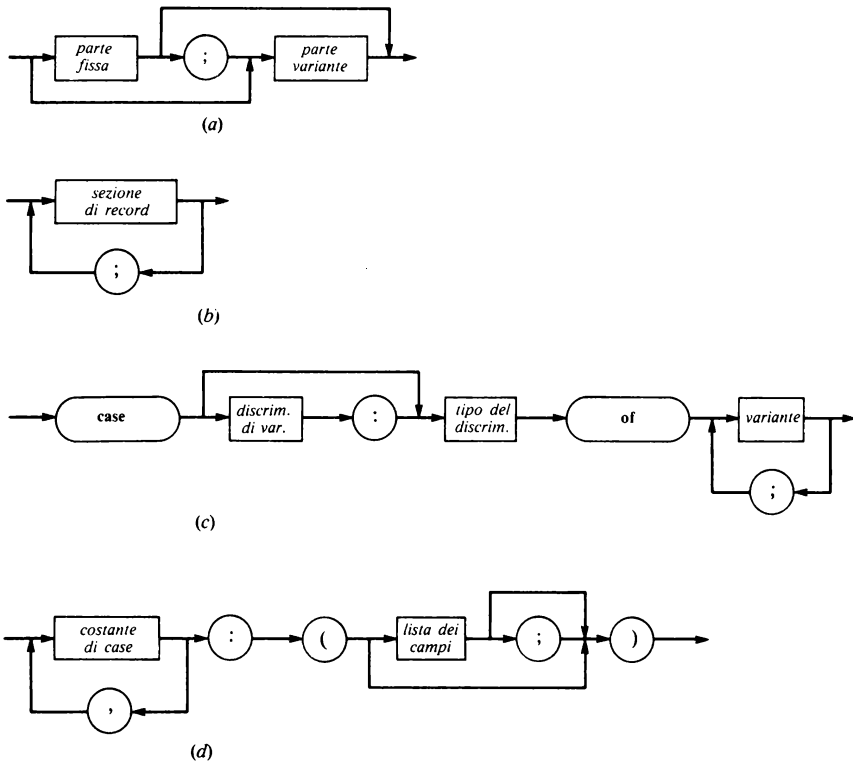 parte
fissa
;
parte
variante
(a)
sezione
di record
;
(b)
case
discrim.
di var.
:
tipo del
discrim.
of
variante
;
(c)
costante
di case
:
(
lista dei
campi
;
)
,
(d)